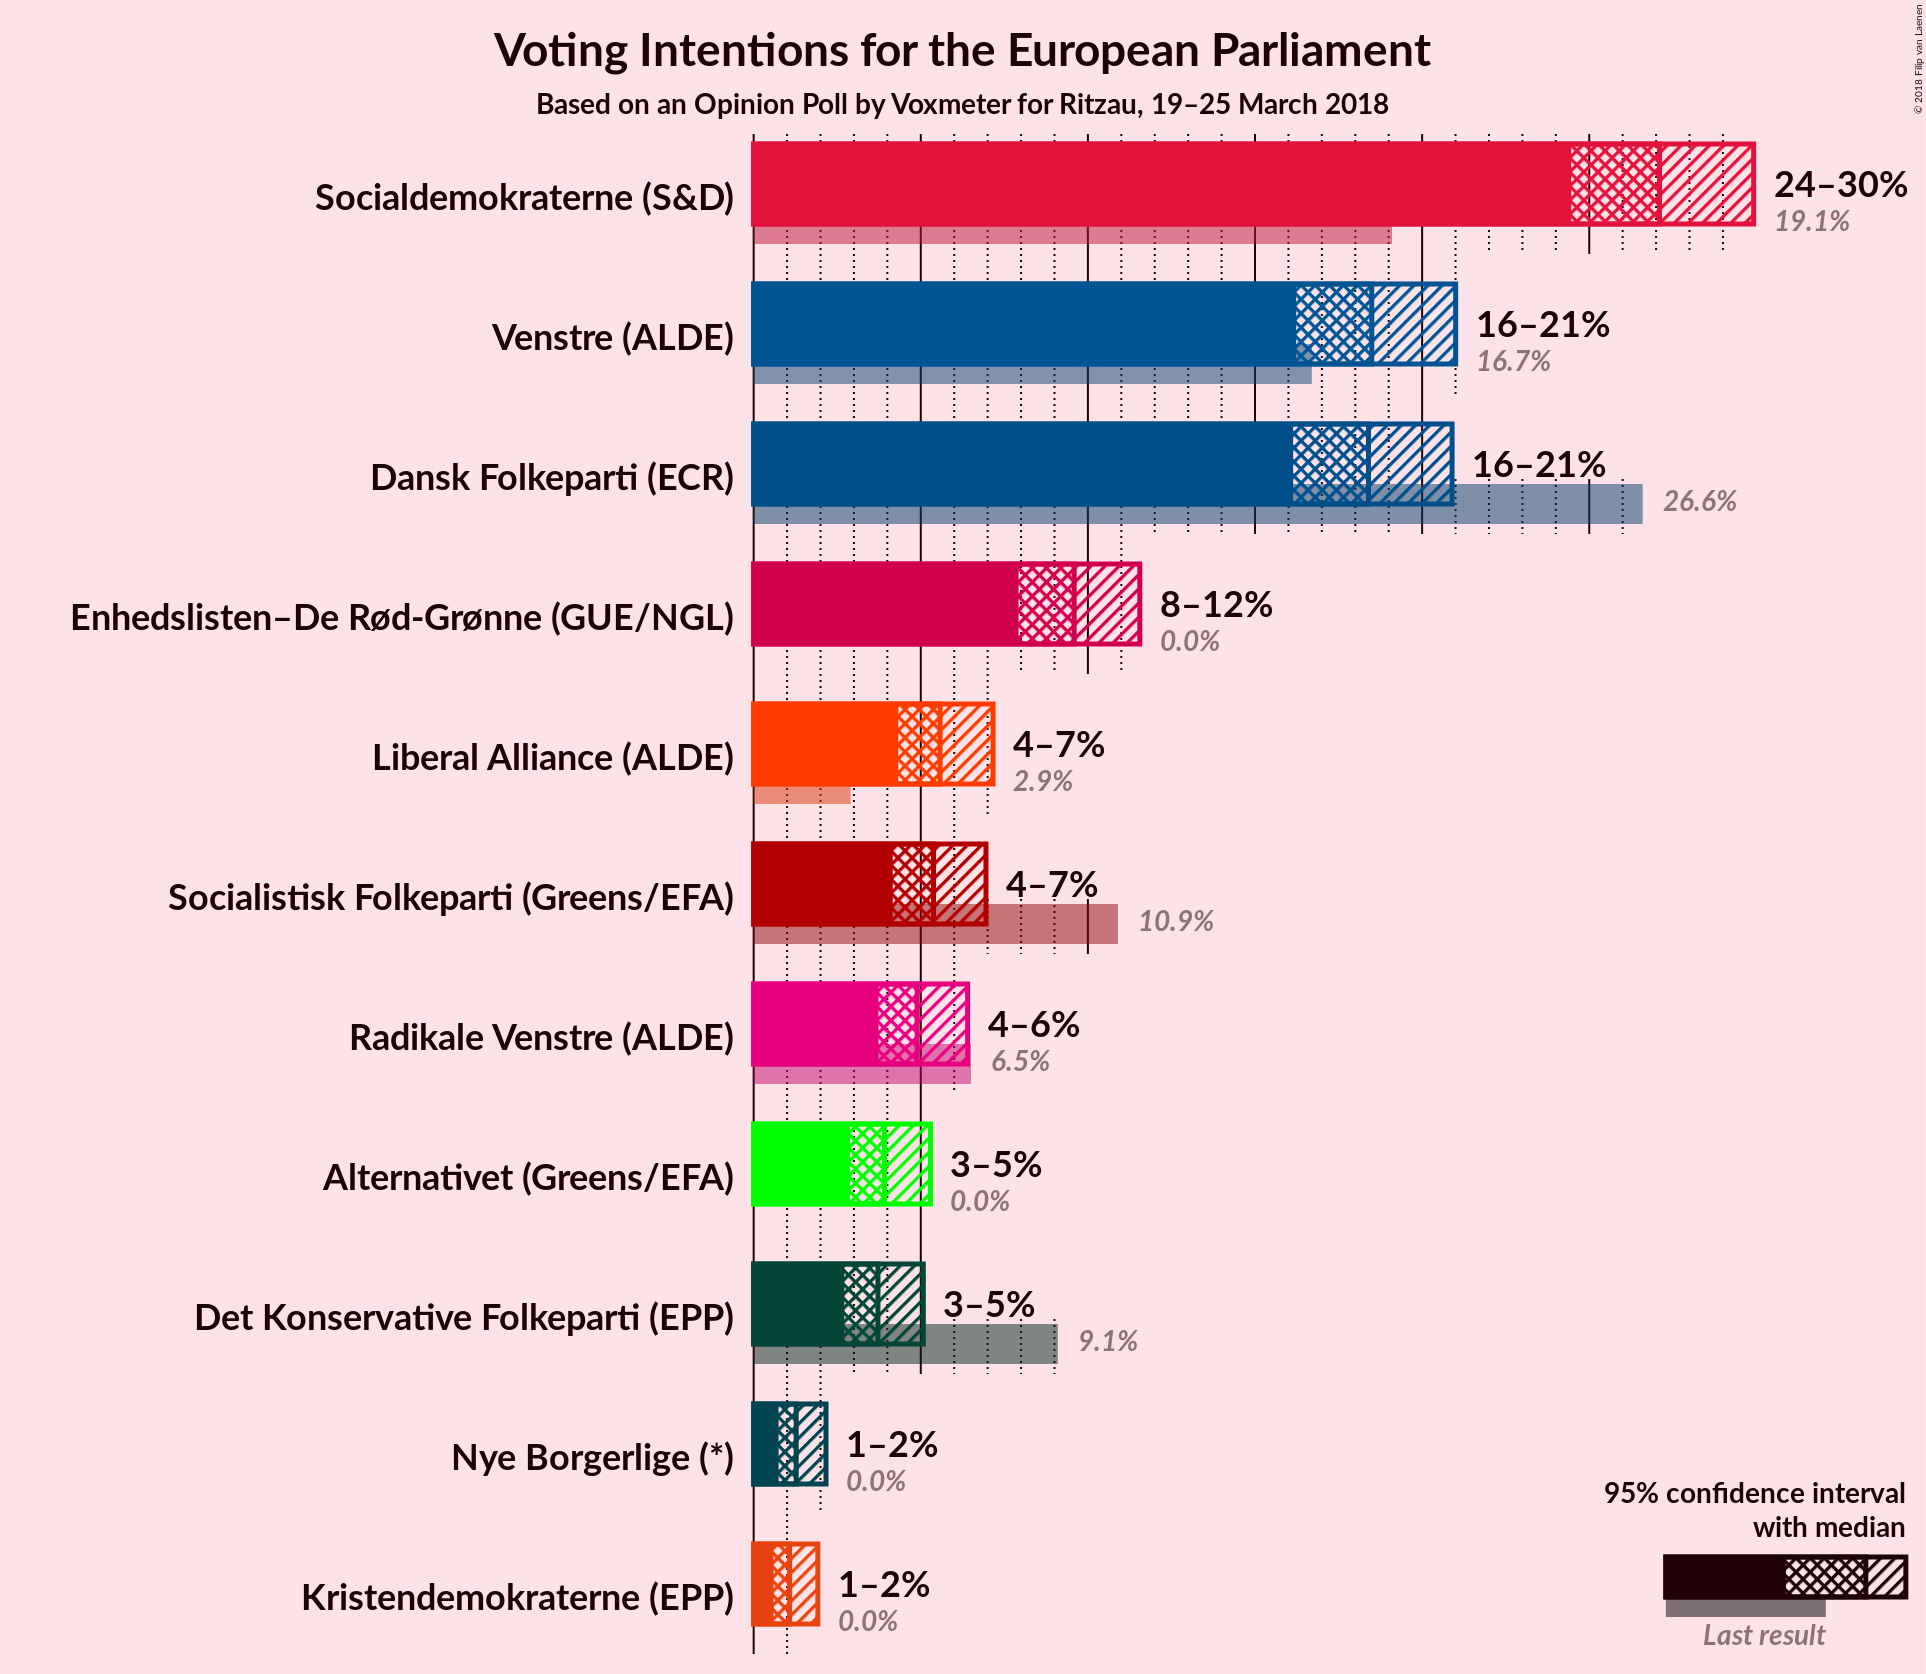 Voting Intentions for the European Parliament
Based on an Opinion Poll by Voxmeter for Ritzau, 19–25 March 2018
© 2018 Filip van Laenen
Socialdemokraterne (S&D)
24–30%
19.1%
Venstre (ALDE)
16–21%
16.7%
Dansk Folkeparti (ECR)
16–21%
26.6%
Enhedslisten–De Rød-Grønne (GUE/NGL)
8–12%
0.0%
Liberal Alliance (ALDE)
4–7%
2.9%
Socialistisk Folkeparti (Greens/EFA)
4–7%
10.9%
Radikale Venstre (ALDE)
4–6%
6.5%
Alternativet (Greens/EFA)
3–5%
0.0%
Det Konservative Folkeparti (EPP)
3–5%
9.1%
Nye Borgerlige (*)
1–2%
0.0%
Kristendemokraterne (EPP)
1–2%
0.0%
95% confidence interval
with median
Last result